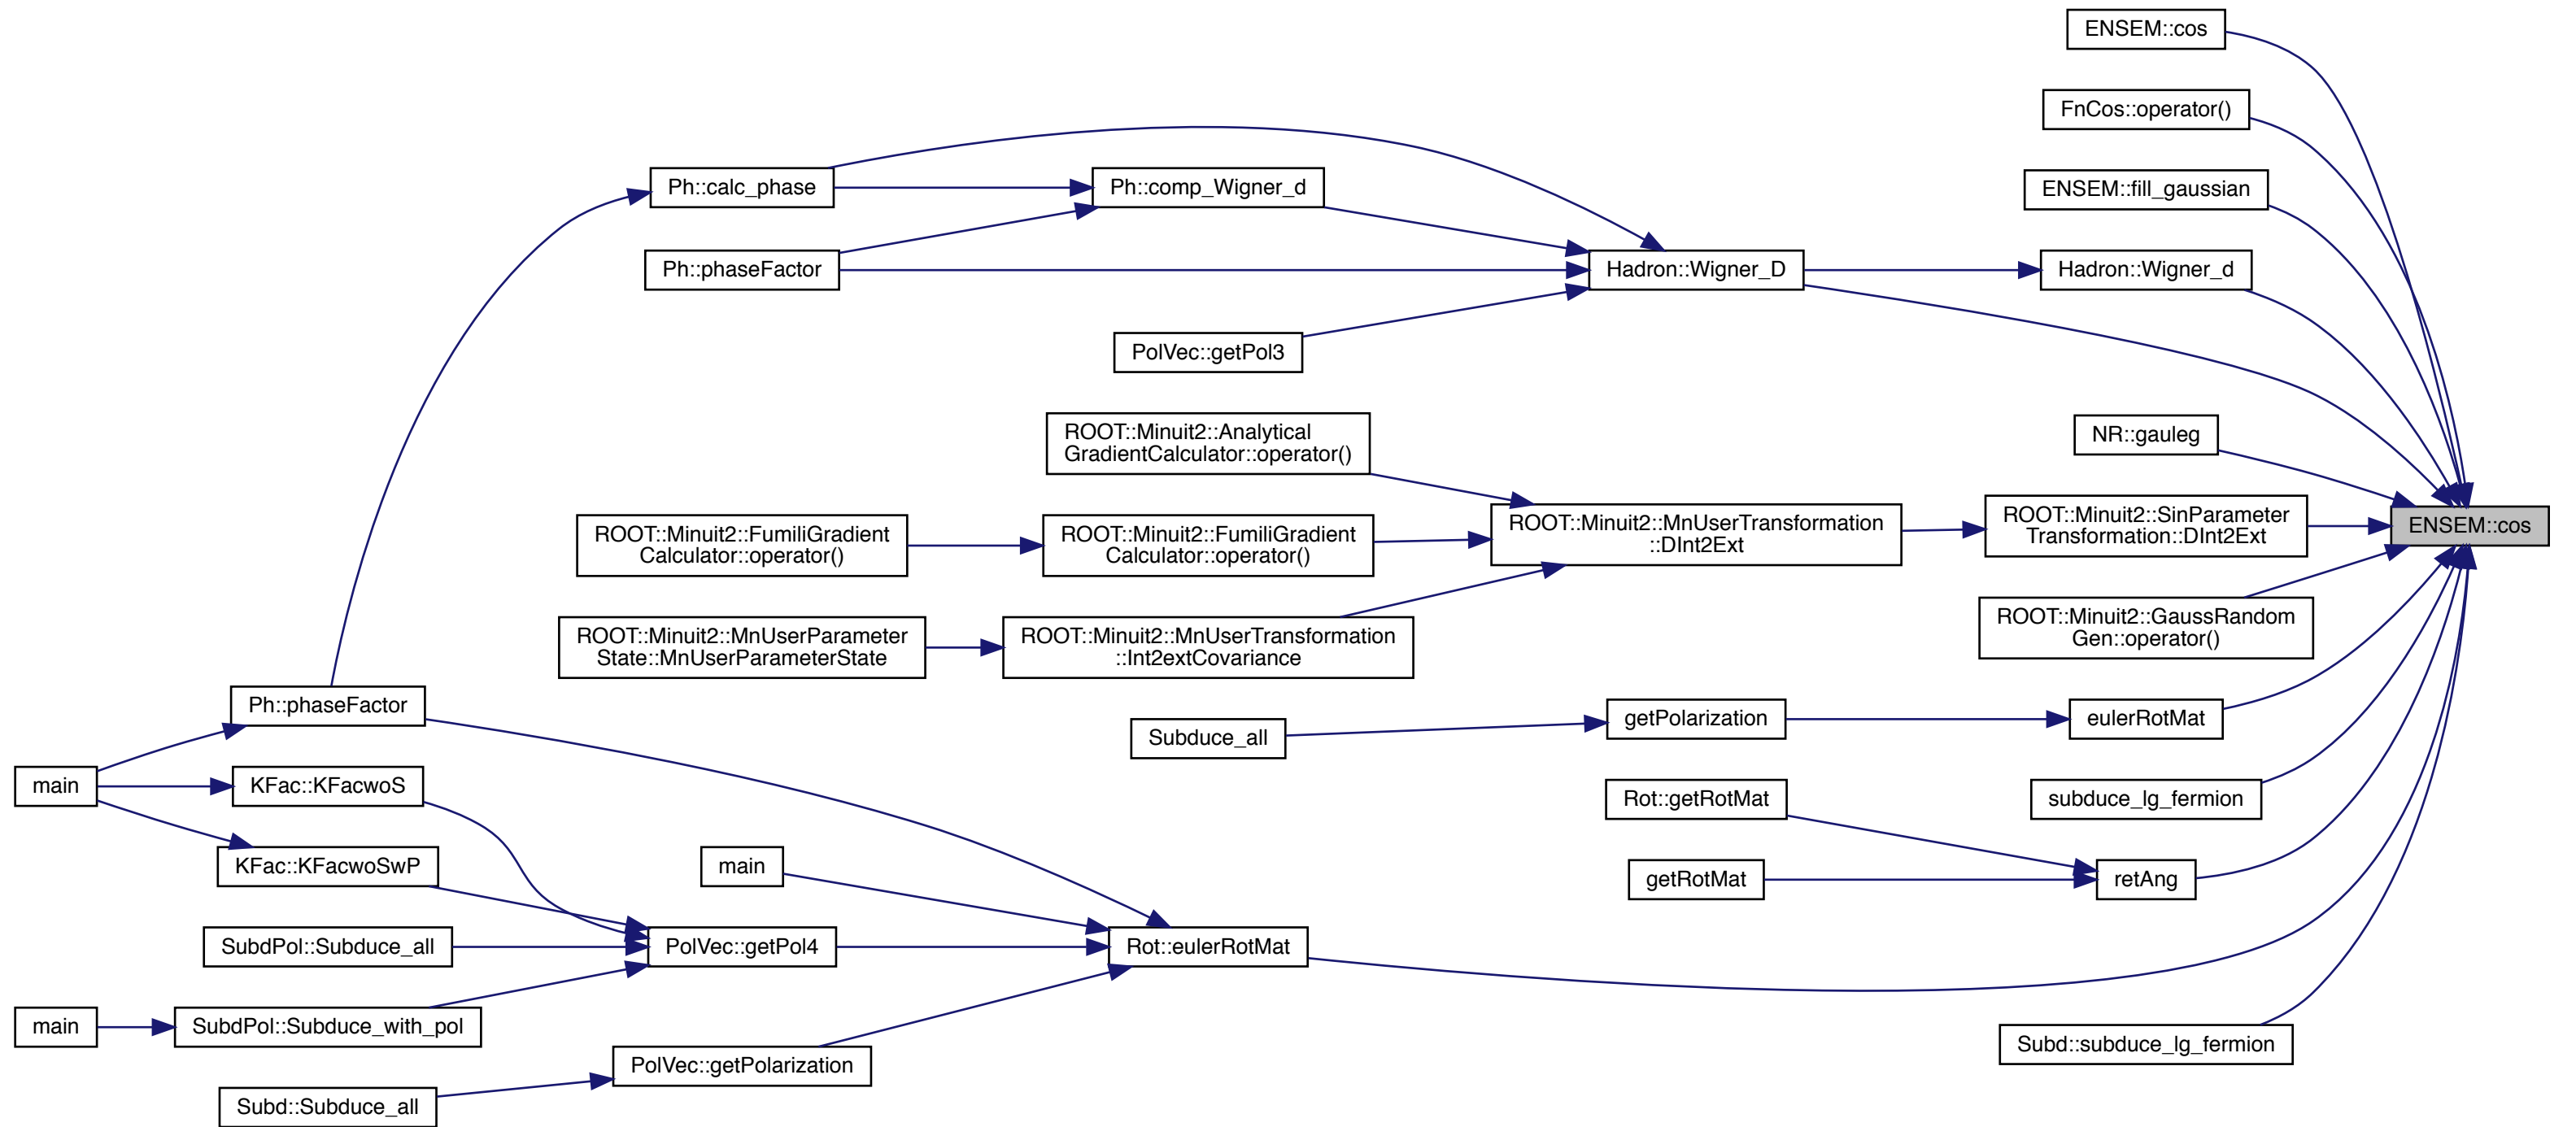 ENSEM::cos
FnCos::operator()
ENSEM::fill_gaussian
Ph::calc_phase
Ph::comp_Wigner_d
Ph::phaseFactor
Hadron::Wigner_D
Hadron::Wigner_d
PolVec::getPol3
ROOT::Minuit2::Analytical
GradientCalculator::operator()
NR::gauleg
ROOT::Minuit2::FumiliGradient
Calculator::operator()
ROOT::Minuit2::FumiliGradient
Calculator::operator()
ROOT::Minuit2::MnUserTransformation
::DInt2Ext
ROOT::Minuit2::SinParameter
Transformation::DInt2Ext
ENSEM::cos
ROOT::Minuit2::MnUserParameter
State::MnUserParameterState
ROOT::Minuit2::MnUserTransformation
::Int2extCovariance
ROOT::Minuit2::GaussRandom
Gen::operator()
Ph::phaseFactor
Subduce_all
getPolarization
eulerRotMat
main
KFac::KFacwoS
Rot::getRotMat
subduce_lg_fermion
KFac::KFacwoSwP
main
getRotMat
retAng
SubdPol::Subduce_all
PolVec::getPol4
Rot::eulerRotMat
main
SubdPol::Subduce_with_pol
Subd::subduce_lg_fermion
PolVec::getPolarization
Subd::Subduce_all